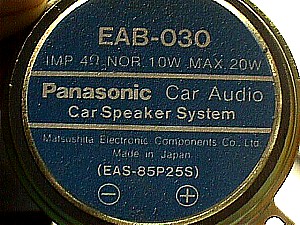 EAB-030
IMP. 4Ω. NOR. 10W. MAX. 20W
Panasonic Car Audio
Car Speaker System
Matsushita Electronic Components Co., Ltd.
Made in Japan
(EAS-85P25S)